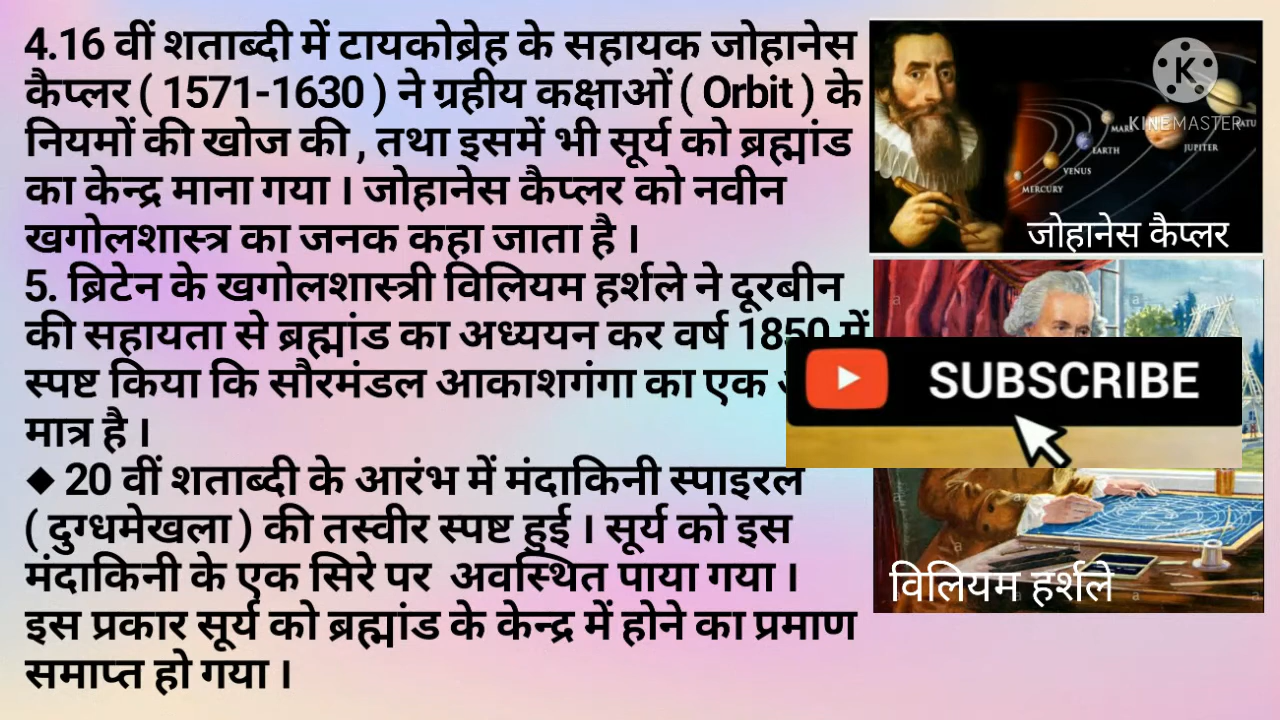 4.16 वीं शताब्दी में टायकोब्रेह के सहायक जोहानेस
कैप्लर ( 1571-1630 ) ने ग्रहीय कक्षाओं ( Orbit ) के
नियमों की खोज की , तथा इसमें भी सूर्य को ब्रह्मांड
का केन्द्र माना गया । जोहानेस कैप्लर को नवीन
खगोलशास्त्र का जनक कहा जाता है ।
5. ब्रिटेन के खगोलशास्त्री विलियम हर्शले ने दूरबीन
की सहायता से ब्रह्मांड का अध्ययन कर वर्ष 1850 में
स्पष्ट किया कि सौरमंडल आकाशगंगा का एक
मात्र है ।
◆ 20 वीं शताब्दी के आरंभ में मंदाकिनी स्पाइरल
( दुग्धमेखला ) की तस्वीर स्पष्ट हुई । सूर्य को इस
मंदाकिनी के एक सिरे पर अवस्थित पाया गया ।
इस प्रकार सूर्य को ब्रह्मांड के केन्द्र में होने का प्रमाण
समाप्त हो गया ।
K
KINEMASTER
MARS
EARTH
JUPITER
VENUS
MERCURY
जोहानेस कैप्लर
SUBSCRIBE
विलियम हर्शले